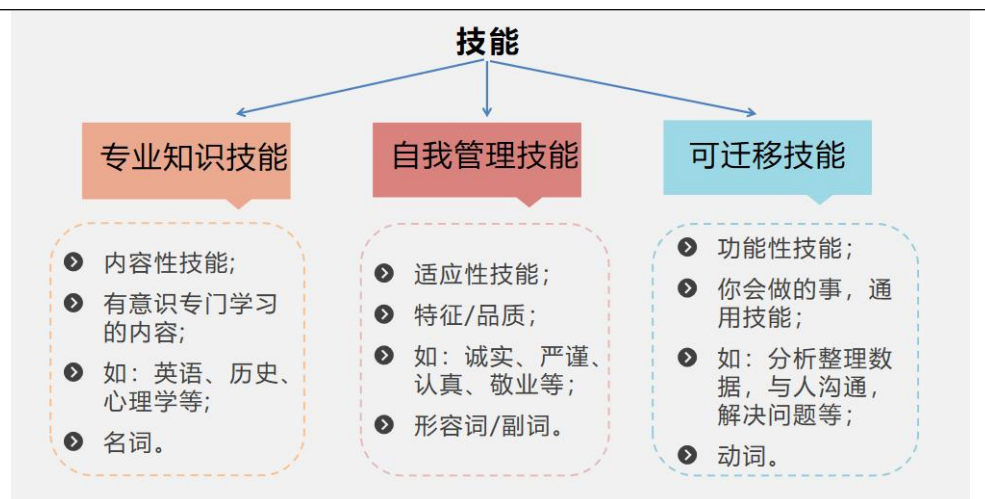 技能
专业知识技能
内容性技能;
有意识专门学习
的内容;
如：英语、历史、
心理学等;
名词。
自我管理技能
适应性技能；
特征/品质；
如：诚实、严谨、
认真、敬业等；
形容词/副词。
可迁移技能
功能性技能；
你会做的事，通
用技能；
如：分析整理数
据，与人沟通，
解决问题等；
动词。